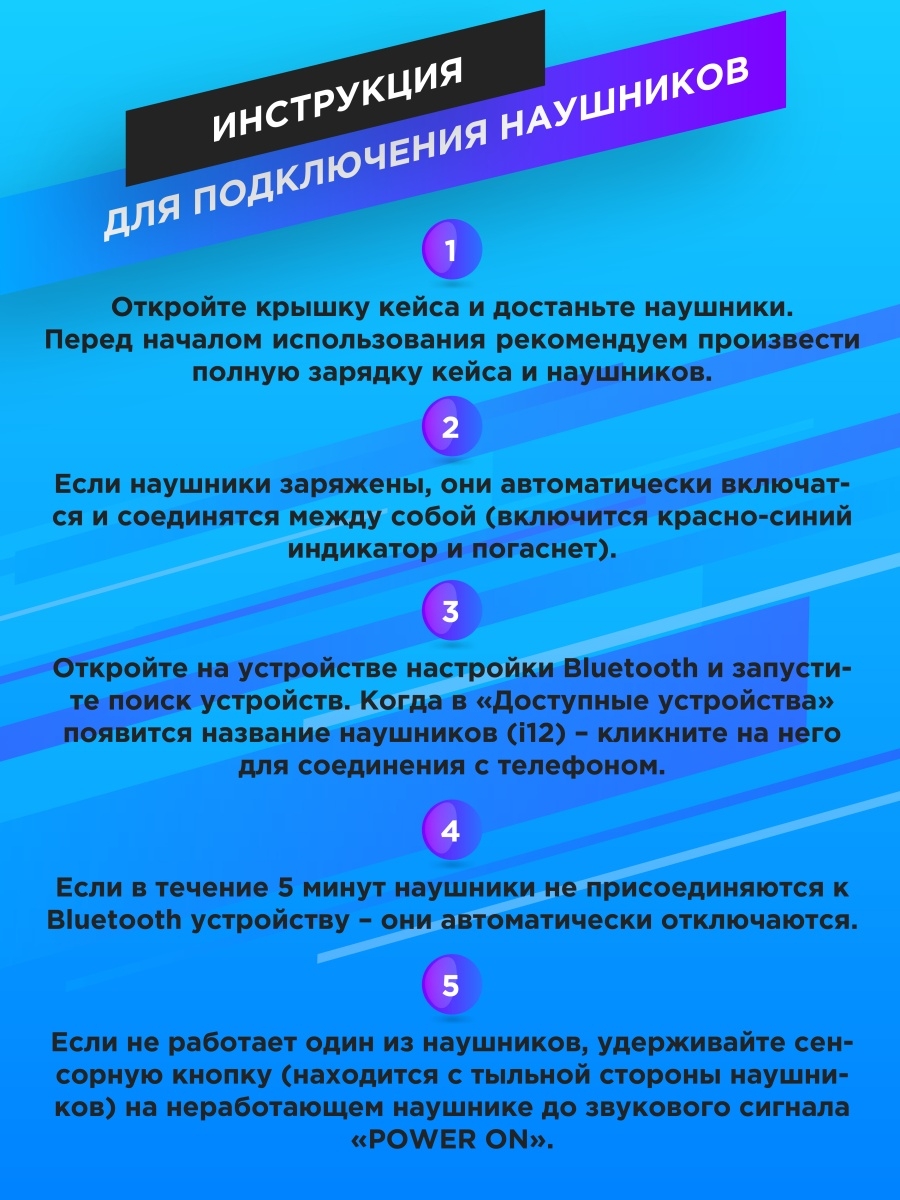 ИНСТРУКЦИЯ
ДЛЯ ПОДКЛЮЧЕНИЯ НАУШНИКОВ
1
Откройте крышку кейса и достаньте наушники.
Перед началом использования рекомендуем произвести
полную зарядку кейса и наушников.
2
Если наушники заряжены, они автоматически включат-
ся и соединятся между собой (включится красно-синий
индикатор и погаснет).
3
Откройте на устройстве настройки Bluetooth и запусти-
те поиск устройств. Когда в «Доступные устройства»
появится название наушников (i12) – кликните на него
для соединения с телефоном.
4
Если в течение 5 минут наушники не присоединяются к
Bluetooth устройству – они автоматически отключаются.
5
Если не работает один из наушников, удерживайте сен-
сорную кнопку (находится с тыльной стороны наушни-
ков) на неработающем наушнике до звукового сигнала
«POWER ON».